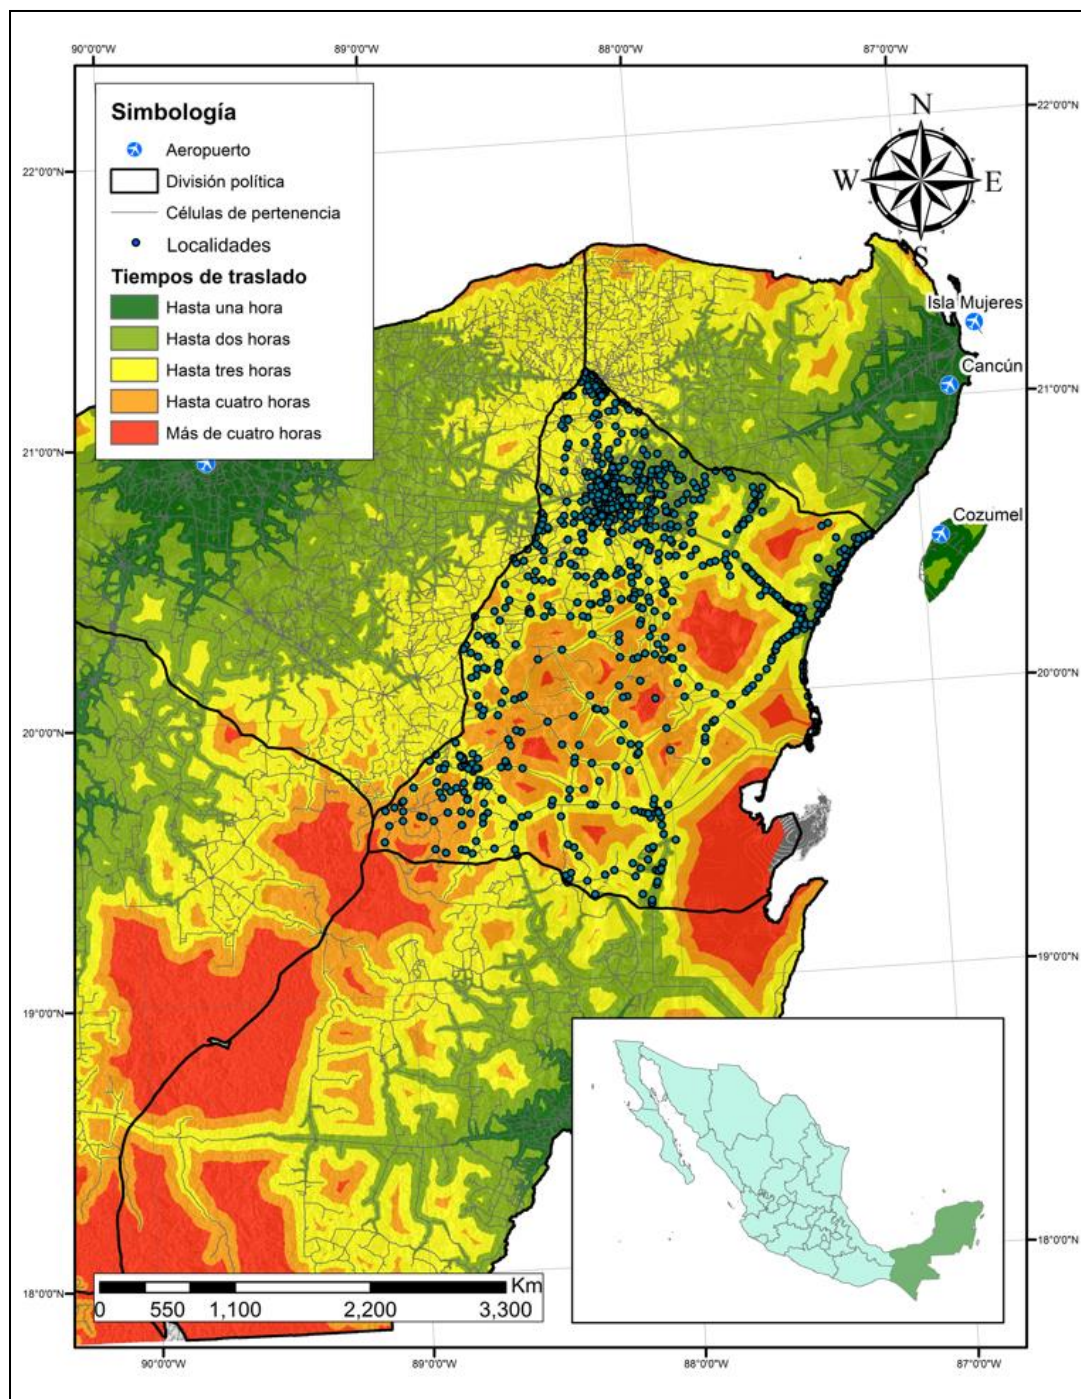 90°0'0"W 89°0'0"W 88°0'0"W 87°0'0"W
Simbología
Aeropuerto
División política
Células de pertenencia
Localidades
Tiempos de traslado
Hasta una hora
Hasta dos horas
Hasta tres horas
Hasta cuatro horas
Más de cuatro horas
N
W E
S
22°0'0"N
22°0'0"N
Isla Mujeres
Cancún
21°0'0"N
21°0'0"N
Cozumel
20°0'0"N
20°0'0"N
19°0'0"N
19°0'0"N
18°0'0"N
18°0'0"N
Km
0 550 1,100 2,200 3,300
90°0'0"W 89°0'0"W 88°0'0"W 87°0'0"W